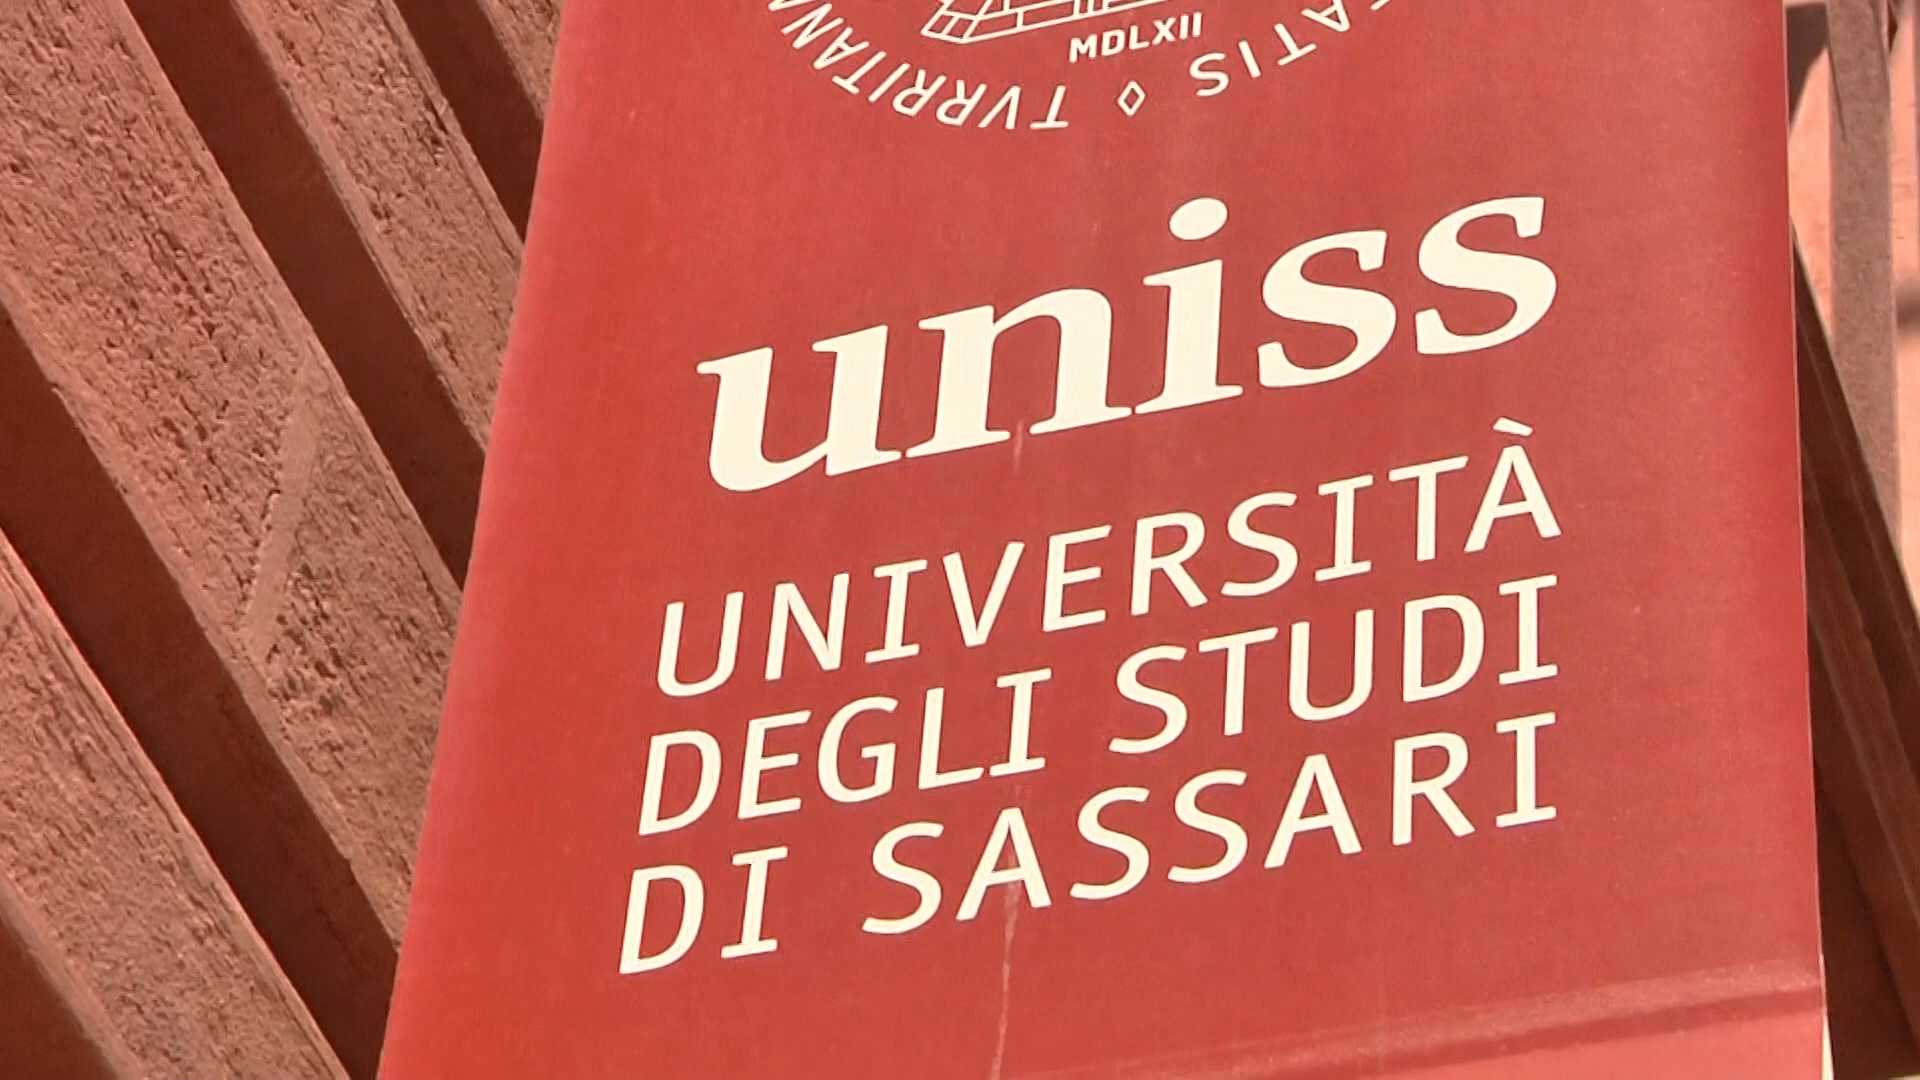 MDLXII
uniss
UNIVERSITÀ
DEGLI STUDI
DI SASSARI